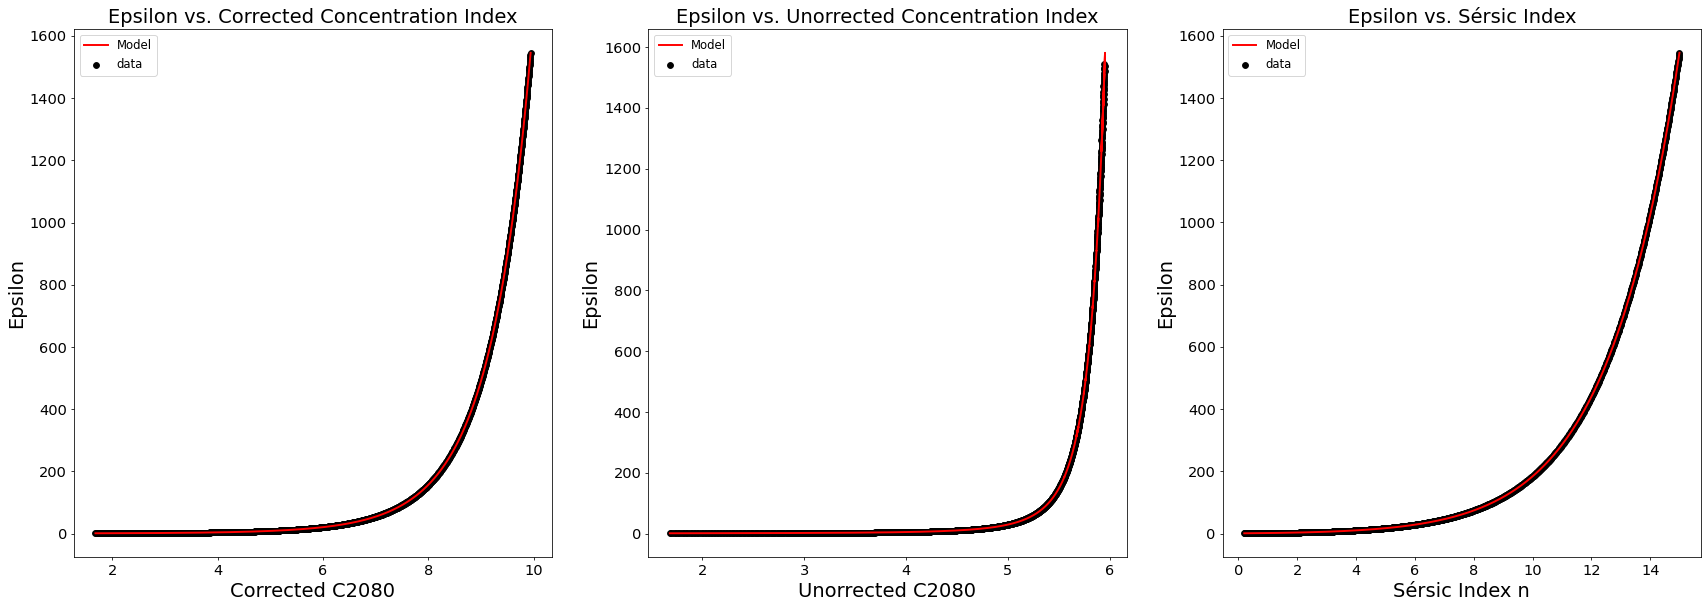 Epsilon vs. Corrected Concentration Index
Model
data
1600
1400
1200
1000
800
600
400
200
0
Epsilon
2 4 6 8 10
Corrected C2080
Epsilon vs. Unorrected Concentration Index
Model
data
1600
1400
1200
1000
800
600
400
200
0
Epsilon
2 3 4 5 6
Unorrected C2080
Epsilon vs. Sérsic Index
Model
data
1600
1400
1200
1000
800
600
400
200
0
Epsilon
0 2 4 6 8 10 12 14
Sérsic Index n